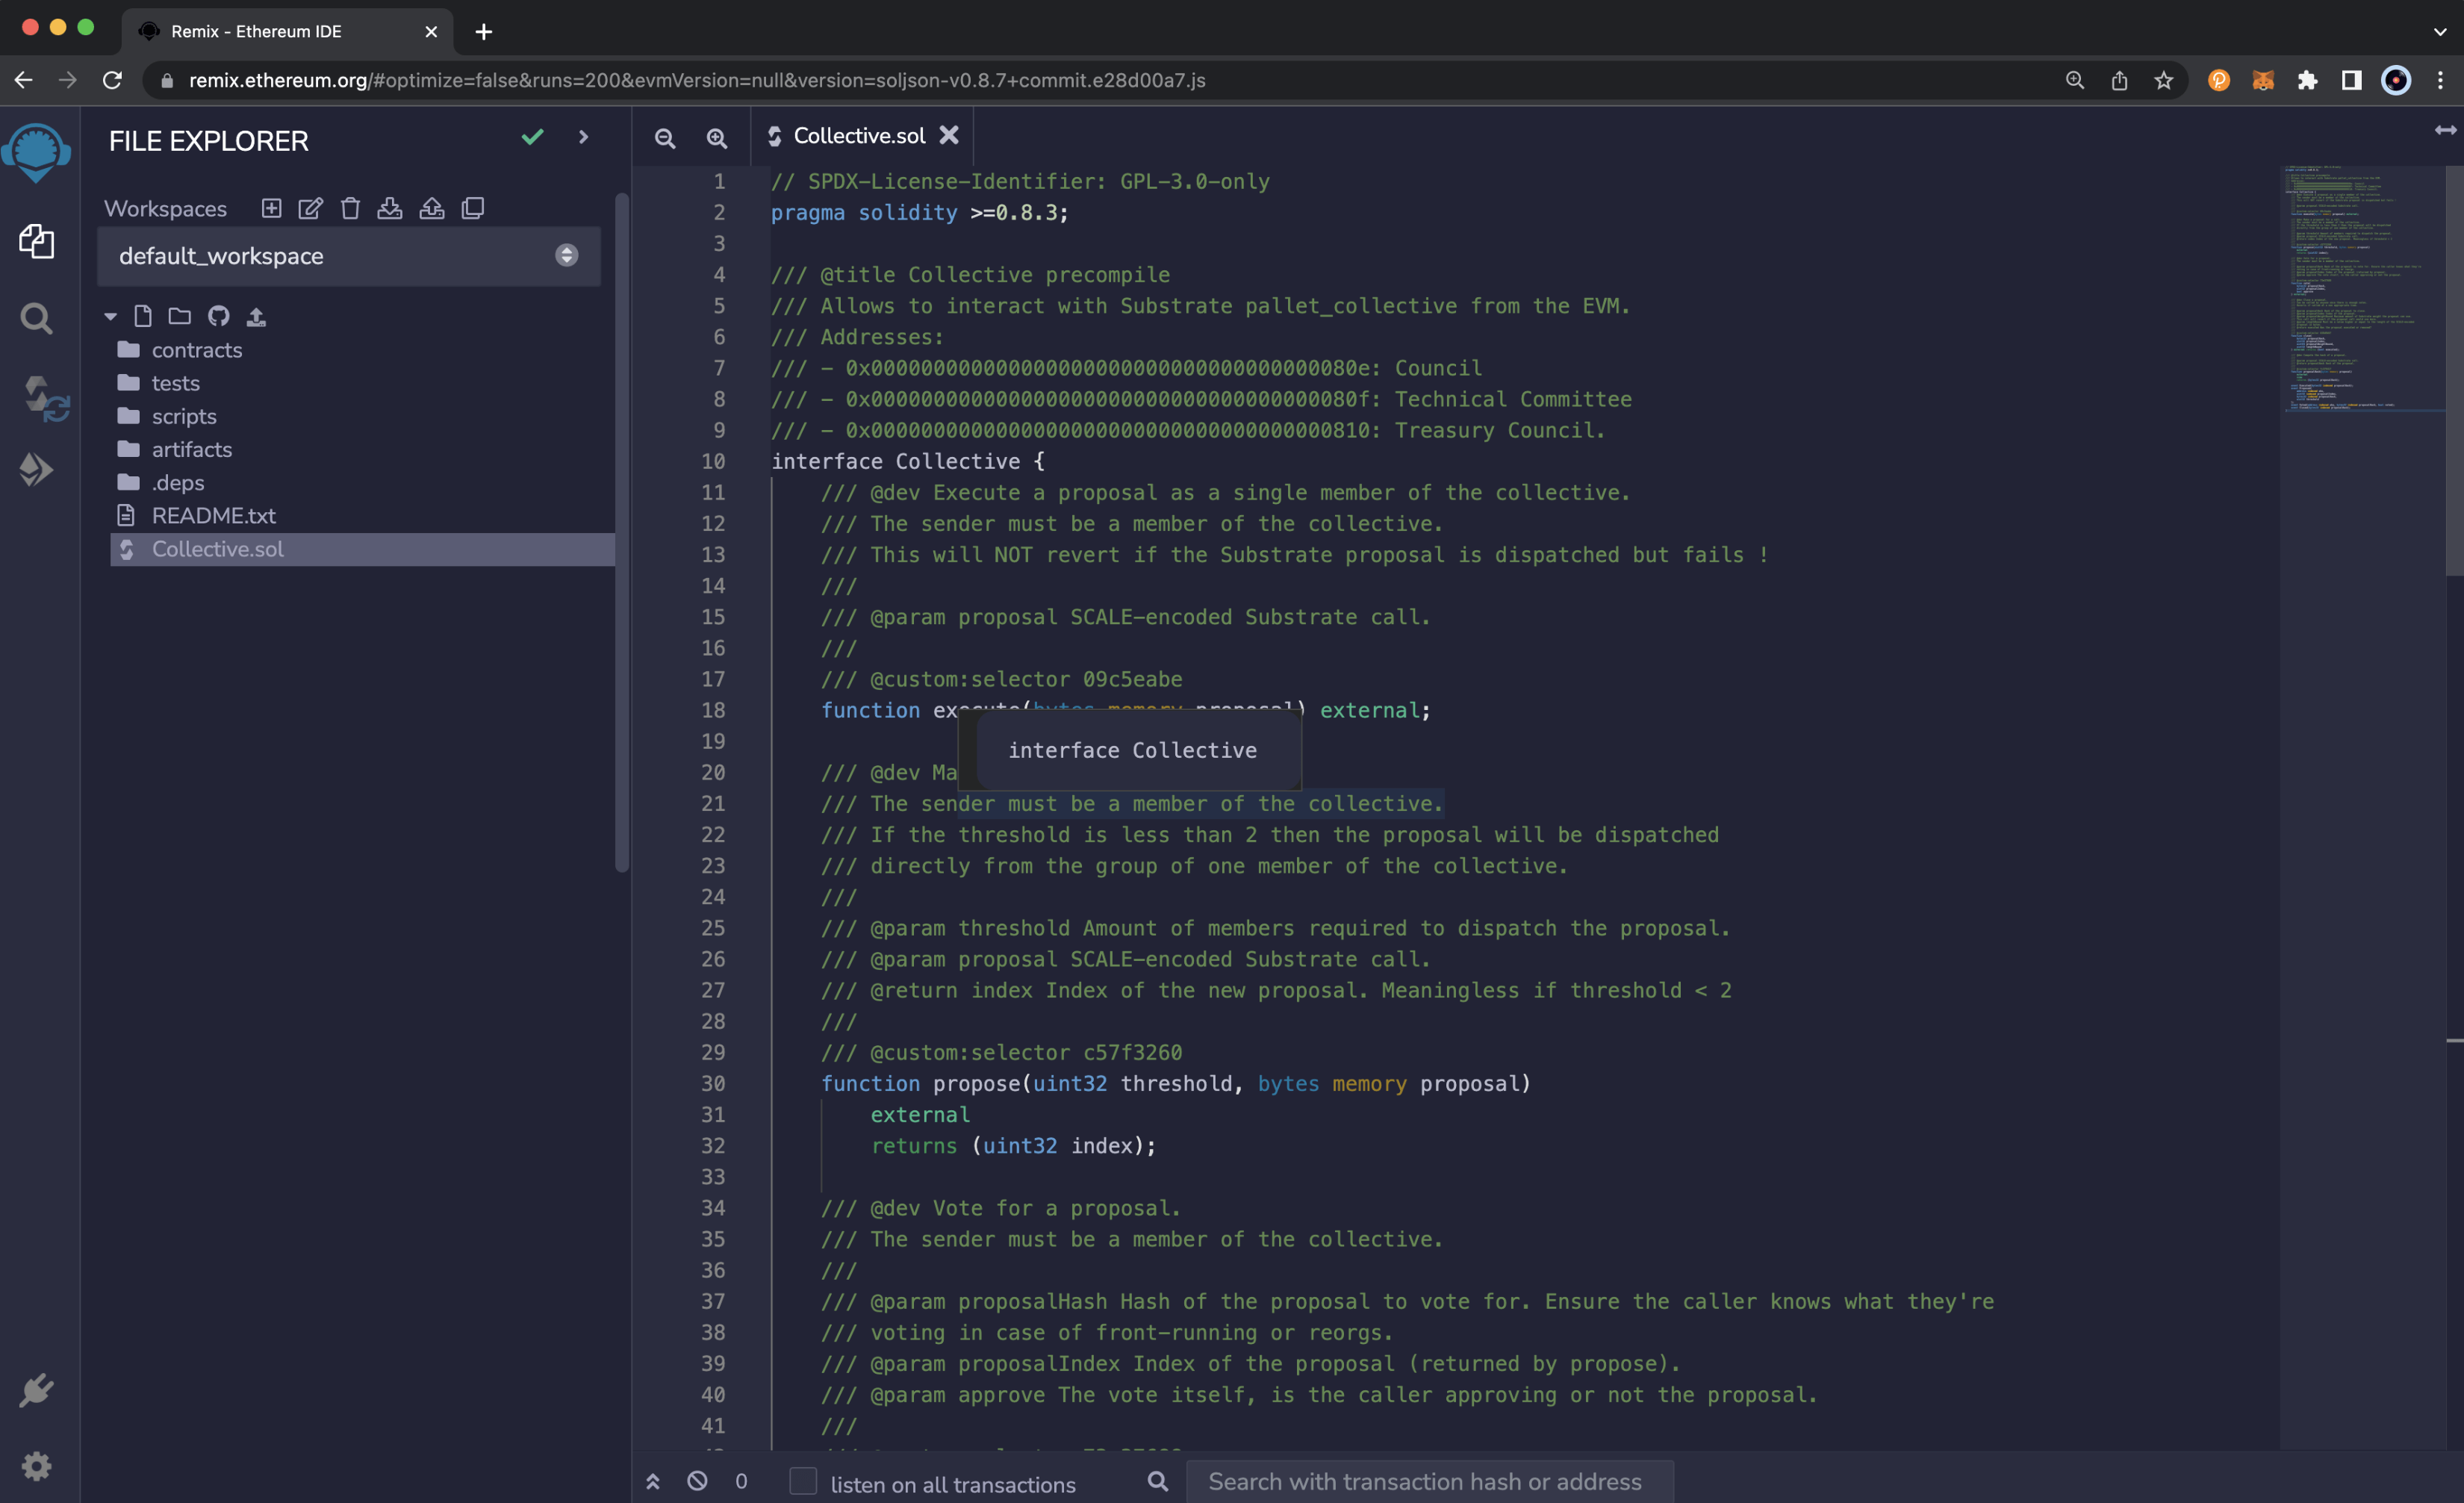 Remix - Ethereum IDE
remix.ethereum.org/#optimize=false&runs=200&evmVersion=null&version=soljson-v0.8.7+commit.e28d00a7.js
FILE EXPLORER
Workspaces
default_workspace
contracts
tests
scripts
artifacts
.deps
README.txt
Collective.sol
Collective.sol
1 // SPDX-License-Identifier: GPL-3.0-only
2 pragma solidity >=0.8.3;
3
4 /// @title Collective precompile
5 /// Allows to interact with Substrate pallet_collective from the EVM.
6 /// Addresses:
7 /// - 0x000000000000000000000000000000000000080e: Council
8 /// - 0x000000000000000000000000000000000000080f: Technical Committee
9 /// - 0x0000000000000000000000000000000000000810: Treasury Council.
10 interface Collective {
11 /// @dev Execute a proposal as a single member of the collective.
12 /// The sender must be a member of the collective.
13 /// This will NOT revert if the Substrate proposal is dispatched but fails !
14 ///
15 /// @param proposal SCALE-encoded Substrate call.
16 ///
17 /// @custom:selector 09c5eabe
18 function execute(bytes memory proposal) external;
19
interface Collective
20 /// @dev Ma
21 /// The sender must be a member of the collective.
22 /// If the threshold is less than 2 then the proposal will be dispatched
23 /// directly from the group of one member of the collective.
24 ///
25 /// @param threshold Amount of members required to dispatch the proposal.
26 /// @param proposal SCALE-encoded Substrate call.
27 /// @return index Index of the new proposal. Meaningless if threshold < 2
28 ///
29 /// @custom:selector c57f3260
30 function propose(uint32 threshold, bytes memory proposal)
31 external
32 returns (uint32 index);
33
34 /// @dev Vote for a proposal.
35 /// The sender must be a member of the collective.
36 ///
37 /// @param proposalHash Hash of the proposal to vote for. Ensure the caller knows what they're
38 /// voting in case of front-running or reorgs.
39 /// @param proposalIndex Index of the proposal (returned by propose).
40 /// @param approve The vote itself, is the caller approving or not the proposal.
41 ///
0
listen on all transactions
Search with transaction hash or address